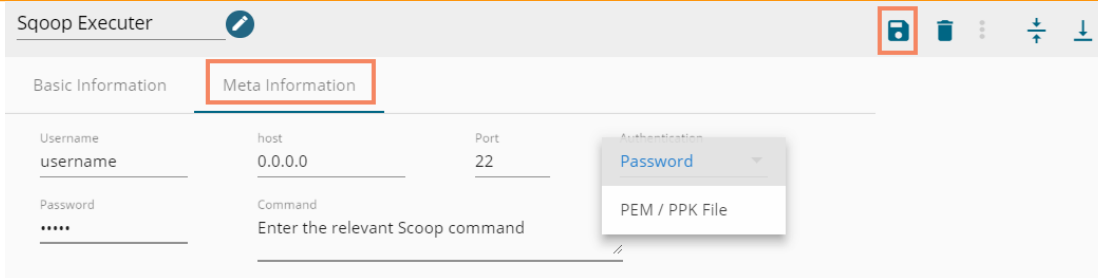 Sqoop Executer
Basic Information
Meta Information
Username
host
Port
Authentication
username
0.0.0.0
22
Password
Password
Command
PEM / PPK File
•••••
Enter the relevant Scoop command